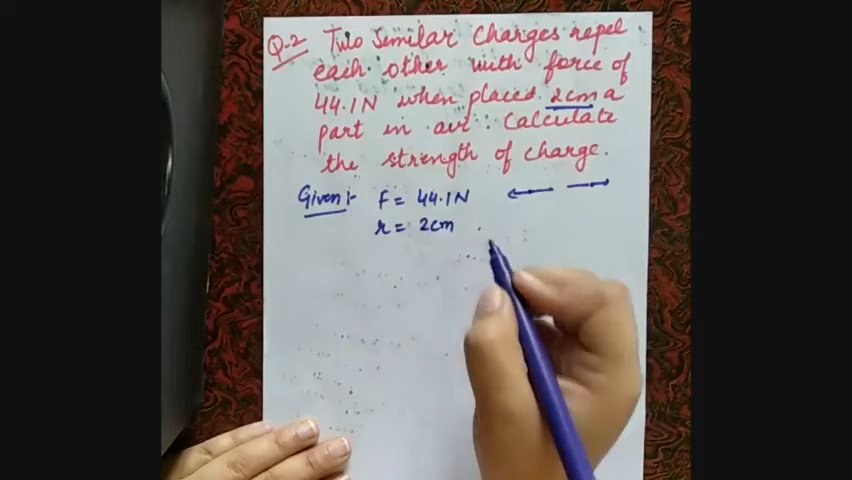 Q-2 Two Similar Charges repel
each other with force of
44.1N when placed 2cm a
part in air. Calculate
the strength of charge.
Given:- F = 44.1N
r = 2cm